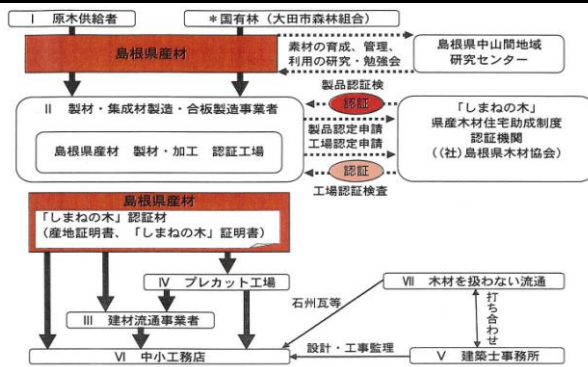 I 原木供給者
＊国有林（大田市森林組合）
島根県産材
素材の育成、管理、
利用の研究・勉強会
島根県中山間地域
研究センター
II 製材・集成材製造・合板製造事業者
島根県産材 製材・加工 認証工場
製品認証検
認証
製品認定申請
工場認定申請
認証
工場認証検査
「しまねの木」
県産木材住宅助成制度
認証機関
（(社)島根県木材協会）
島根県産材
「しまねの木」認証材
（産地証明書、「しまねの木」証明書）
IV プレカット工場
III 建材流通事業者
VI 中小工務店
石州瓦等
VII 木材を扱わない流通
打ち合わせ
設計・工事監理
V 建築士事務所